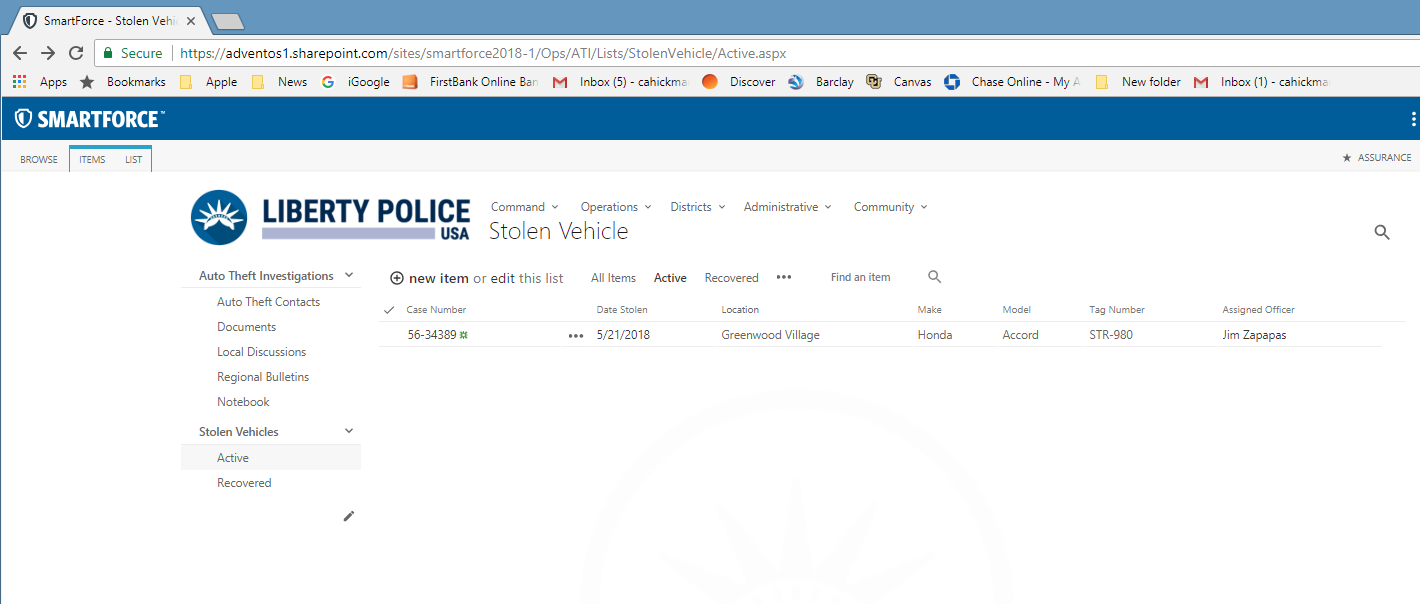 SmartForce - Stolen Vehi
Secure https://adventos1.sharepoint.com/sites/smartforce2018-1/Ops/ATI/Lists/StolenVehicle/Active.aspx
Apps Bookmarks Apple News iGoogle FirstBank Online Ban Inbox (5) - cahickma Discover Barclay Canvas Chase Online - My A New folder Inbox (1) - cahickma
SMARTFORCE™
BROWSE ITEMS LIST ASSURANCE
LIBERTY POLICE
USA
Command Operations Districts Administrative Community
Stolen Vehicle
Auto Theft Investigations
Auto Theft Contacts
Documents
Local Discussions
Regional Bulletins
Notebook
Stolen Vehicles
Active
Recovered
new item or edit this list All Items Active Recovered ••• Find an item
Case Number Date Stolen Location Make Model Tag Number Assigned Officer
56-34389 ••• 5/21/2018 Greenwood Village Honda Accord STR-980 Jim Zapapas